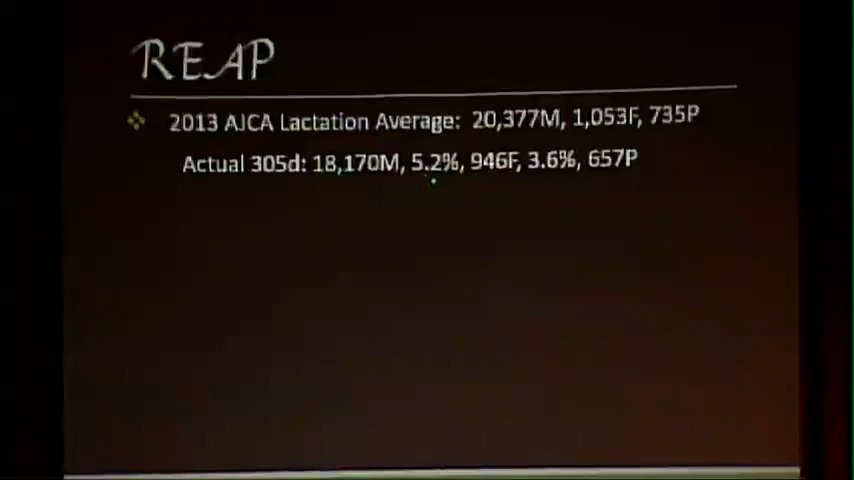 REAP
2013 AJCA Lactation Average: 20,377M, 1,053F, 735P
Actual 305d: 18,170M, 5.2%, 946F, 3.6%, 657P